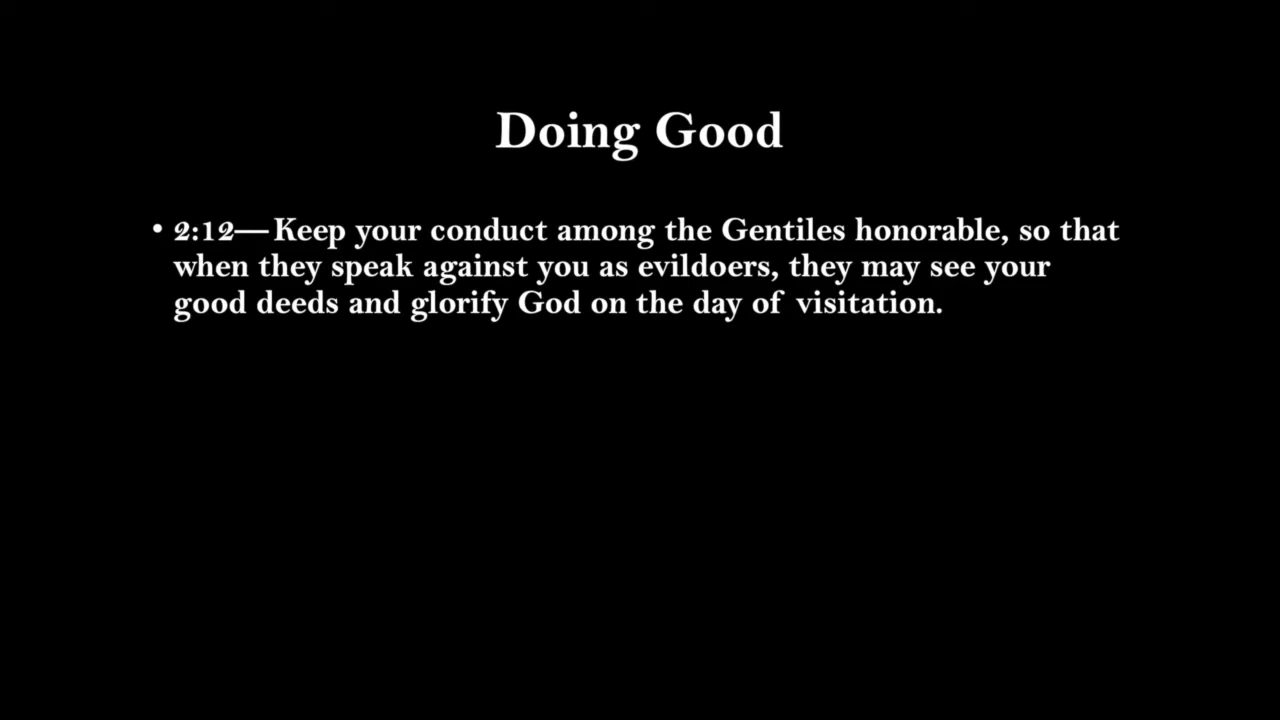 Doing Good
• 2:12—Keep your conduct among the Gentiles honorable, so that
when they speak against you as evildoers, they may see your
good deeds and glorify God on the day of visitation.